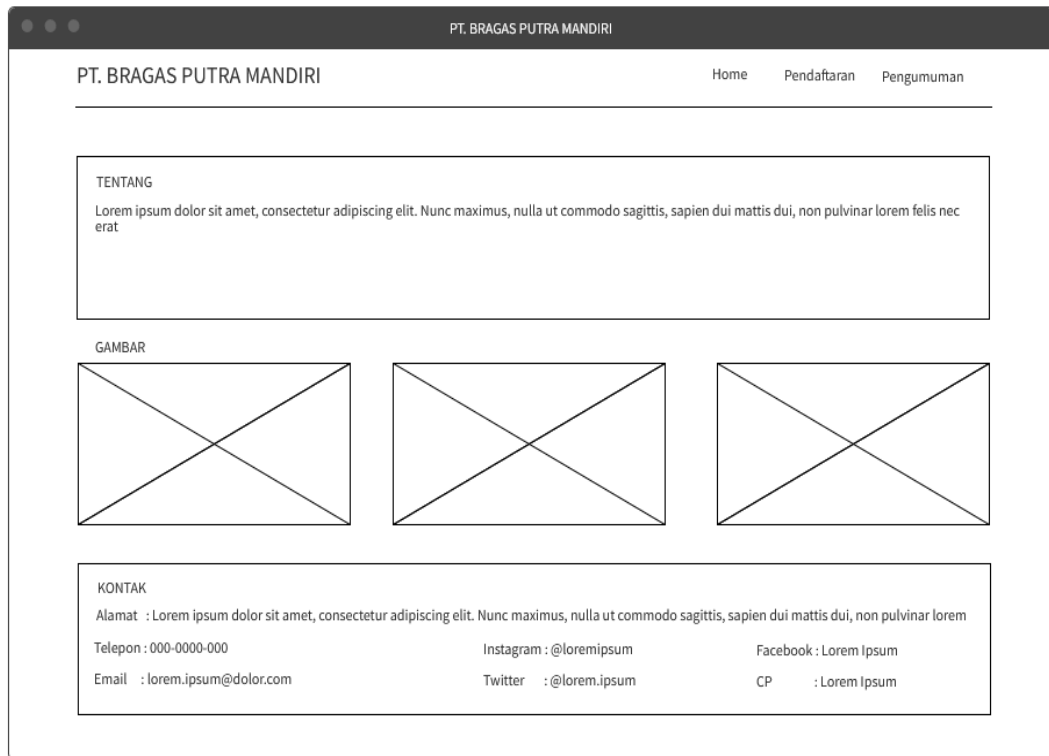 PT. BRAGAS PUTRA MANDIRI
PT. BRAGAS PUTRA MANDIRI
Home Pendaftaran Pengumuman
TENTANG
Lorem ipsum dolor sit amet, consectetur adipiscing elit. Nunc maximus, nulla ut commodo sagittis, sapien dui mattis dui, non pulvinar lorem felis nec
erat
GAMBAR
KONTAK
Alamat : Lorem ipsum dolor sit amet, consectetur adipiscing elit. Nunc maximus, nulla ut commodo sagittis, sapien dui mattis dui, non pulvinar lorem
Telepon : 000-0000-000 Instagram : @loremipsum Facebook : Lorem Ipsum
Email : lorem.ipsum@dolor.com Twitter : @lorem.ipsum CP : Lorem Ipsum